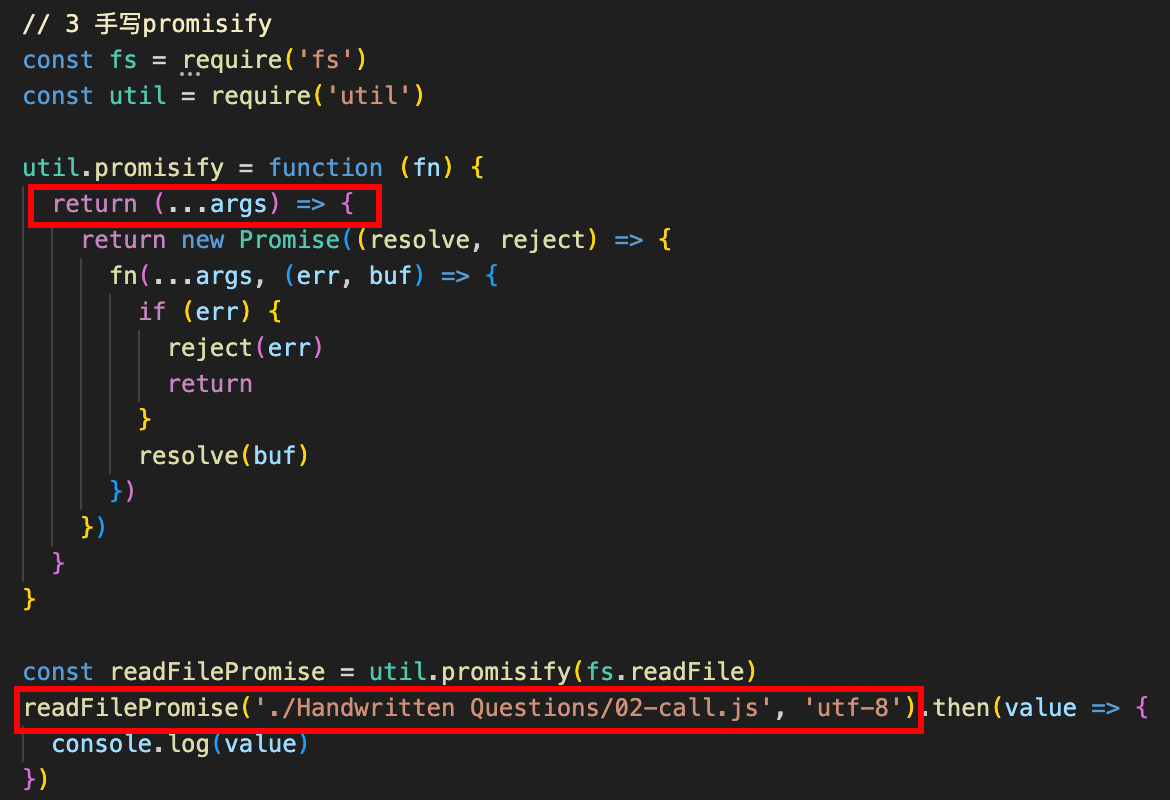 // 3 手写promisify
const fs = require('fs')
const util = require('util')
util.promisify = function (fn) {
return (...args) => {
return new Promise((resolve, reject) => {
fn(...args, (err, buf) => {
if (err) {
reject(err)
return
}
resolve(buf)
})
})
}
}
const readFilePromise = util.promisify(fs.readFile)
readFilePromise('./Handwritten Questions/02-call.js', 'utf-8').then(value => {
console.log(value)
})